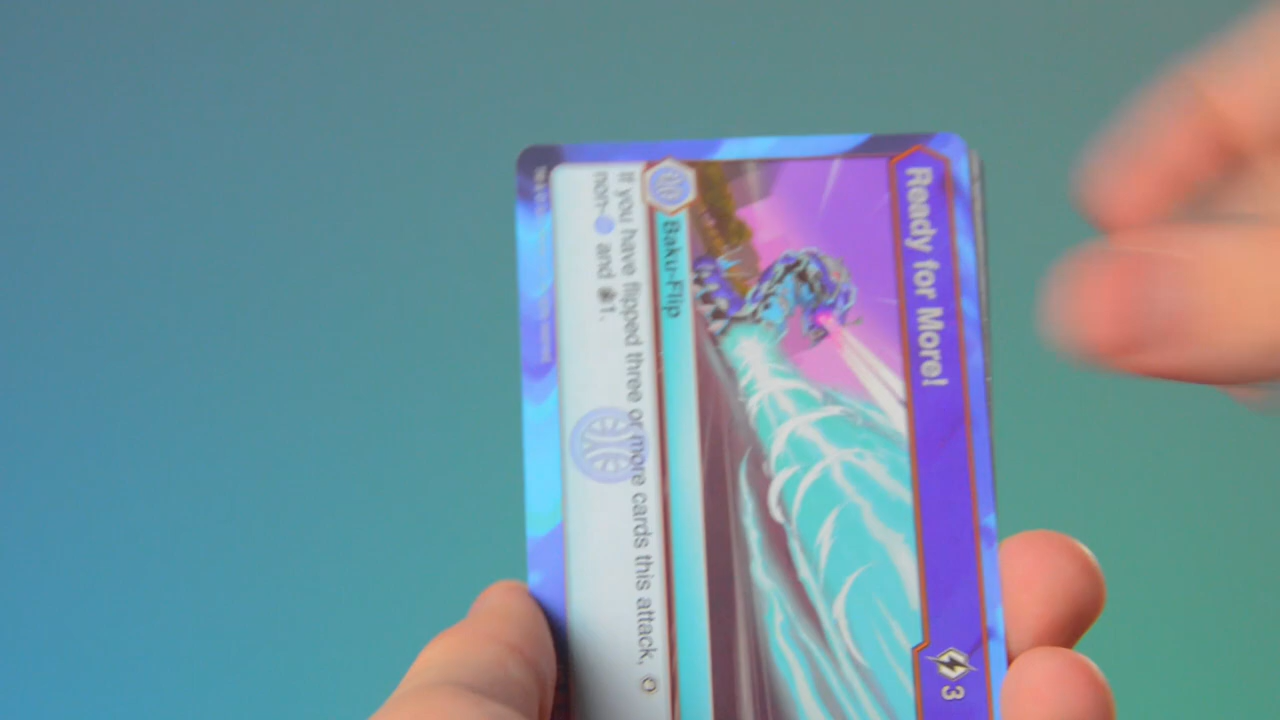 Ready for More!
3
Baku-Flip
If you have flipped three or more cards this attack,
non- and 1.